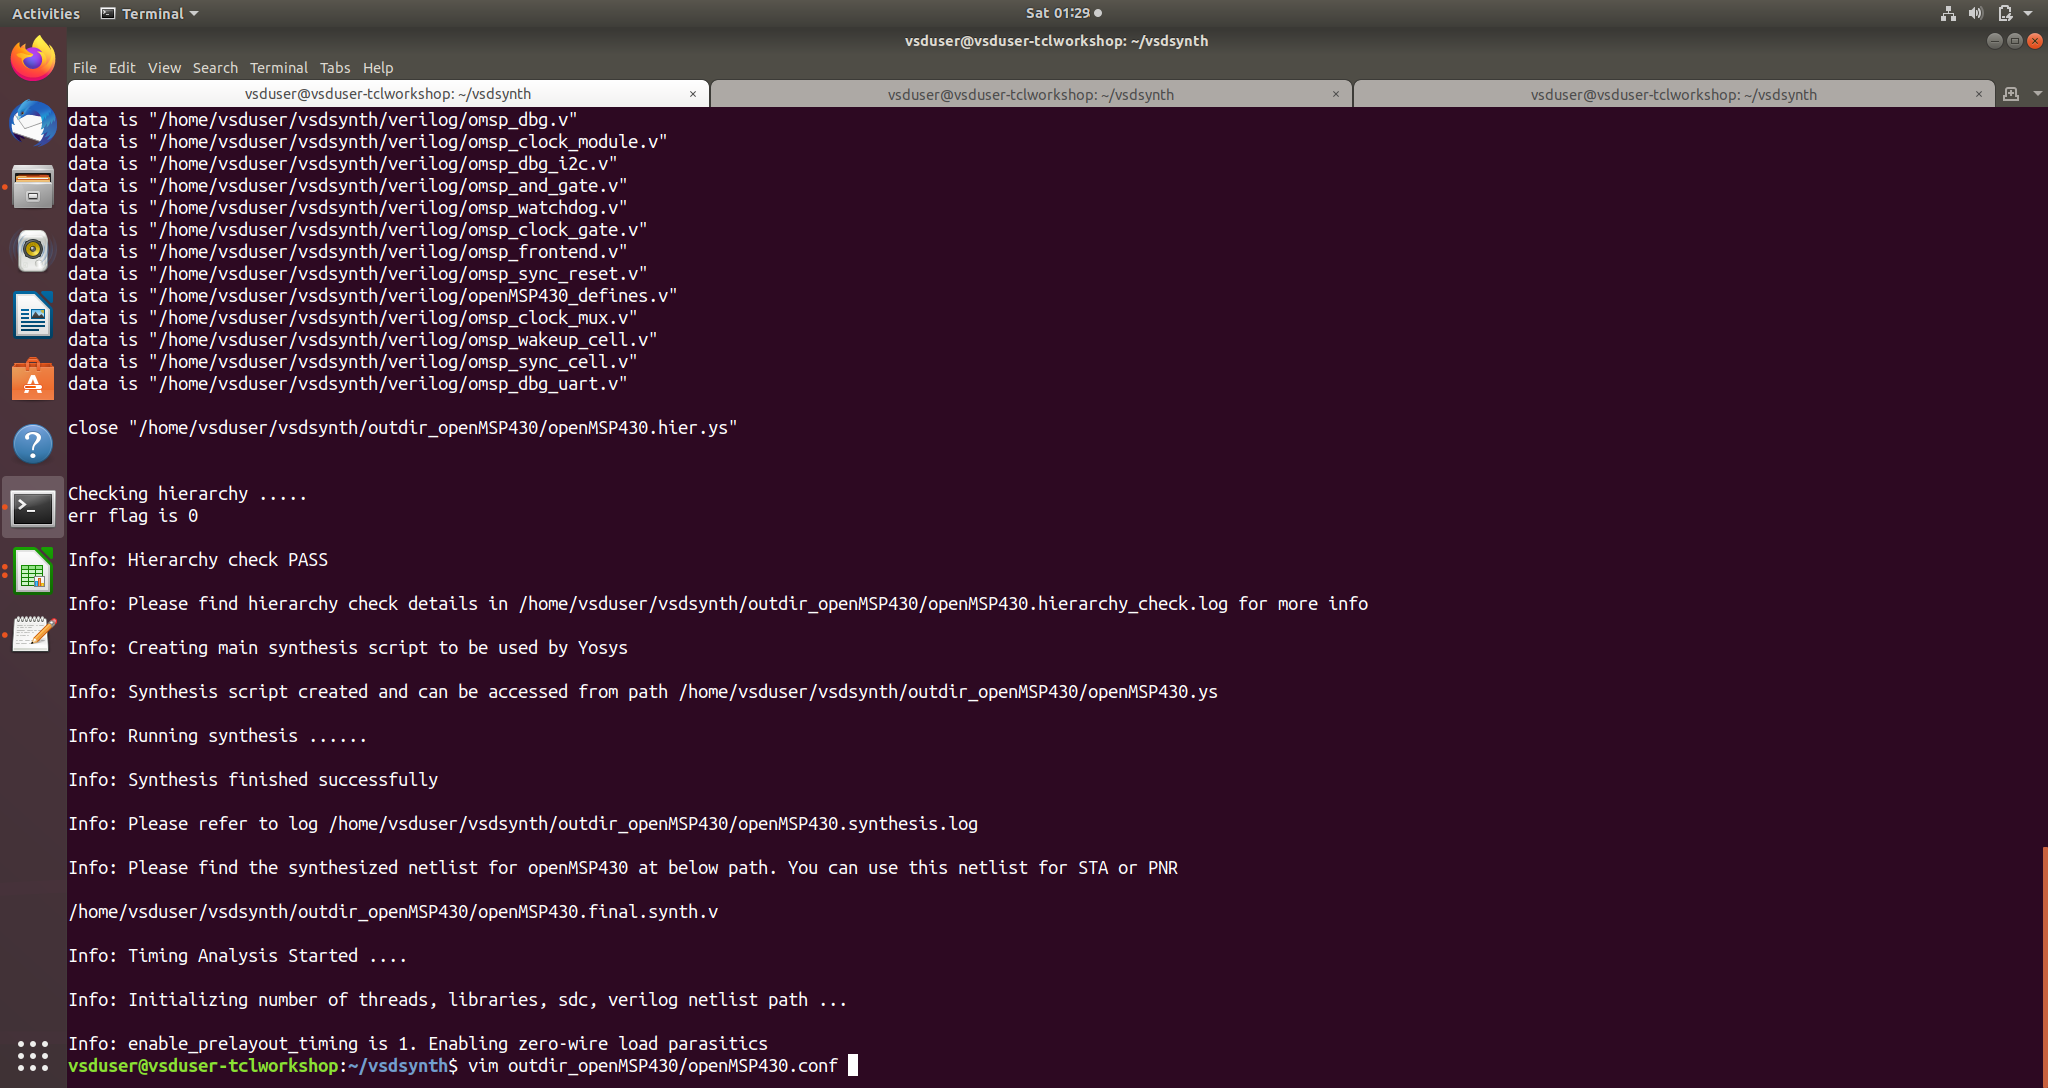 Activities Terminal Sat 01:29
vsduser@vsduser-tclworkshop: ~/vsdsynth
File Edit View Search Terminal Tabs Help
vsduser@vsduser-tclworkshop: ~/vsdsynth × vsduser@vsduser-tclworkshop: ~/vsdsynth × vsduser@vsduser-tclworkshop: ~/vsdsynth ×
data is "/home/vsduser/vsdsynth/verilog/omsp_dbg.v"
data is "/home/vsduser/vsdsynth/verilog/omsp_clock_module.v"
data is "/home/vsduser/vsdsynth/verilog/omsp_dbg_i2c.v"
data is "/home/vsduser/vsdsynth/verilog/omsp_and_gate.v"
data is "/home/vsduser/vsdsynth/verilog/omsp_watchdog.v"
data is "/home/vsduser/vsdsynth/verilog/omsp_clock_gate.v"
data is "/home/vsduser/vsdsynth/verilog/omsp_frontend.v"
data is "/home/vsduser/vsdsynth/verilog/omsp_sync_reset.v"
data is "/home/vsduser/vsdsynth/verilog/openMSP430_defines.v"
data is "/home/vsduser/vsdsynth/verilog/omsp_clock_mux.v"
data is "/home/vsduser/vsdsynth/verilog/omsp_wakeup_cell.v"
data is "/home/vsduser/vsdsynth/verilog/omsp_sync_cell.v"
data is "/home/vsduser/vsdsynth/verilog/omsp_dbg_uart.v"
close "/home/vsduser/vsdsynth/outdir_openMSP430/openMSP430.hier.ys"
Checking hierarchy .....
err flag is 0
Info: Hierarchy check PASS
Info: Please find hierarchy check details in /home/vsduser/vsdsynth/outdir_openMSP430/openMSP430.hierarchy_check.log for more info
Info: Creating main synthesis script to be used by Yosys
Info: Synthesis script created and can be accessed from path /home/vsduser/vsdsynth/outdir_openMSP430/openMSP430.ys
Info: Running synthesis ......
Info: Synthesis finished successfully
Info: Please refer to log /home/vsduser/vsdsynth/outdir_openMSP430/openMSP430.synthesis.log
Info: Please find the synthesized netlist for openMSP430 at below path. You can use this netlist for STA or PNR
/home/vsduser/vsdsynth/outdir_openMSP430/openMSP430.final.synth.v
Info: Timing Analysis Started ....
Info: Initializing number of threads, libraries, sdc, verilog netlist path ...
Info: enable_prelayout_timing is 1. Enabling zero-wire load parasitics
vsduser@vsduser-tclworkshop:~/vsdsynth$ vim outdir_openMSP430/openMSP430.conf